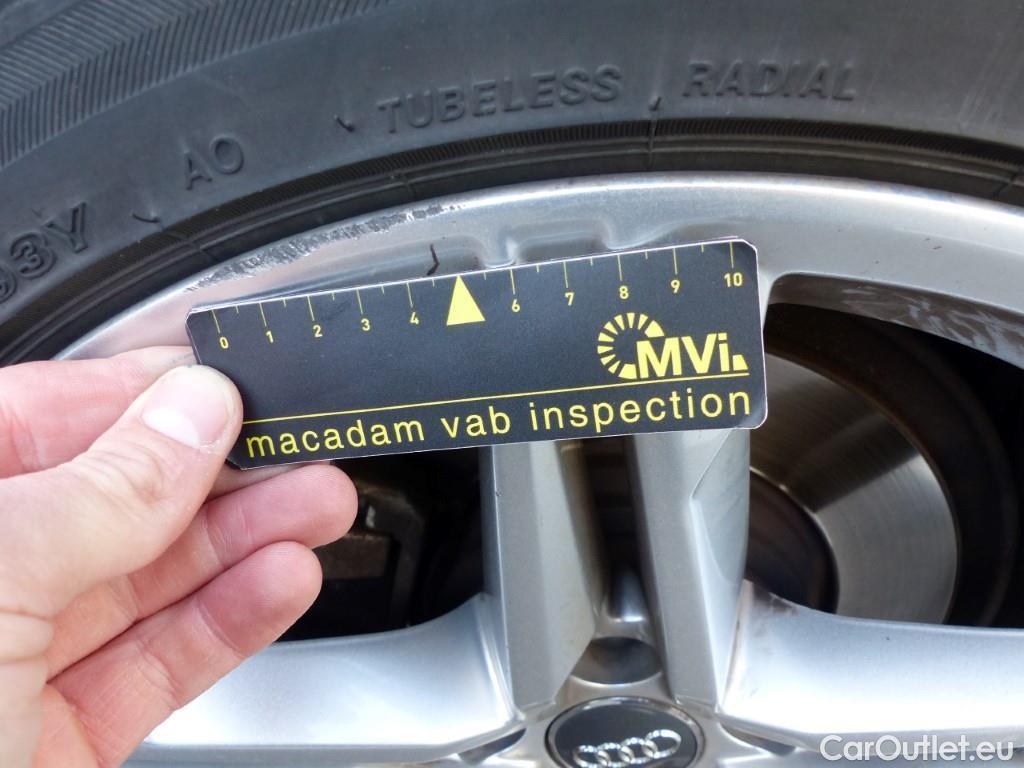 TUBELESS RADIAL
AO
93Y
0 1 2 3 4 6 7 8 9 10
MVi.
macadam vab inspection
CarOutlet.eu